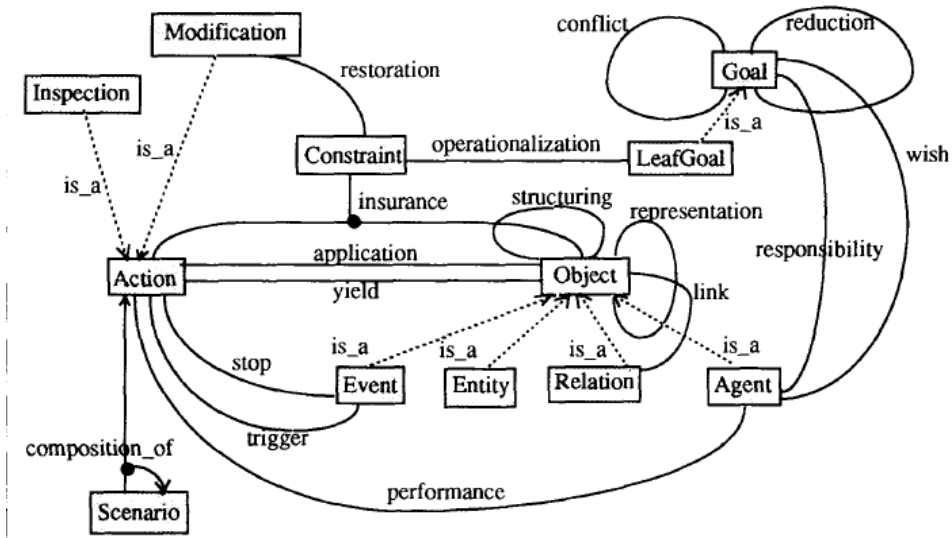 Modification
conflict
reduction
Goal
restoration
Inspection
is_a
is_a
operationalization
Constraint
LeafGoal
is_a
wish
is_a
insurance
structuring
representation
application
responsibility
Action
Object
yield
link
is_a
is_a
is_a
is_a
stop
Event
Entity
Relation
Agent
trigger
composition_of
performance
Scenario